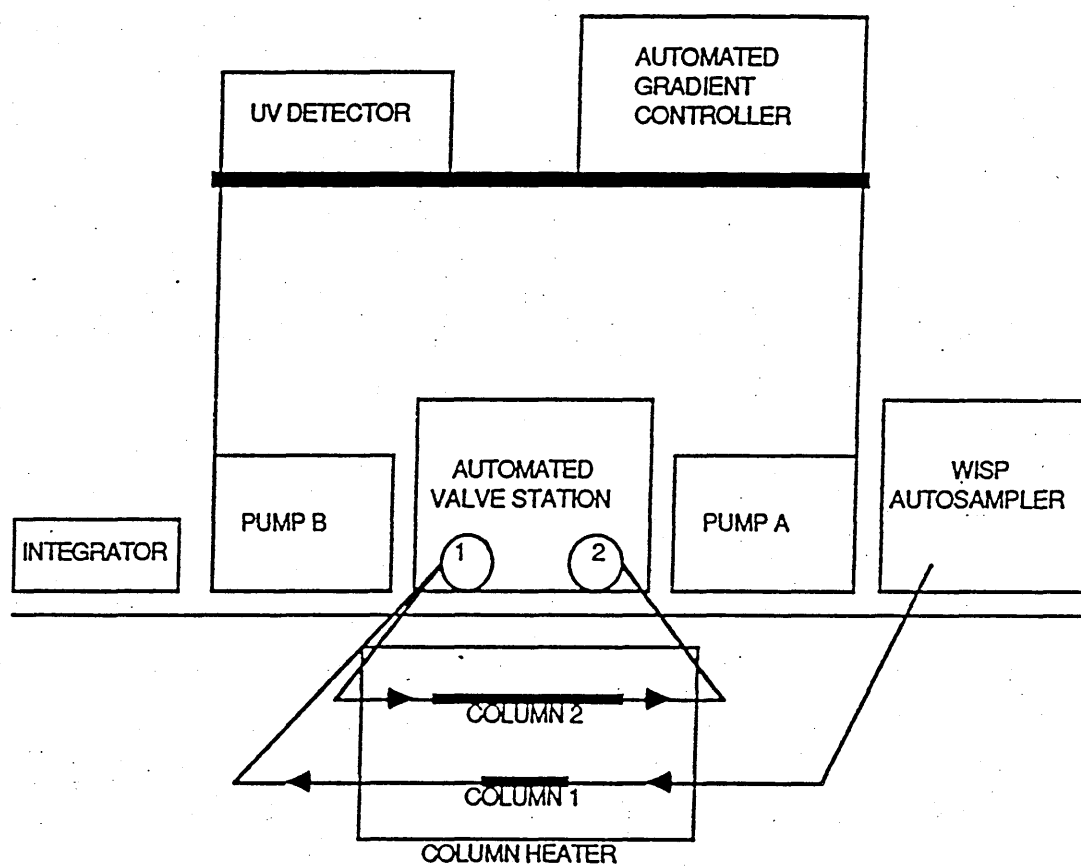 AUTOMATED
GRADIENT
CONTROLLER
UV DETECTOR
AUTOMATED
VALVE STATION
WISP
AUTOSAMPLER
PUMP B
PUMP A
INTEGRATOR
1
2
COLUMN 2
COLUMN 1
COLUMN HEATER